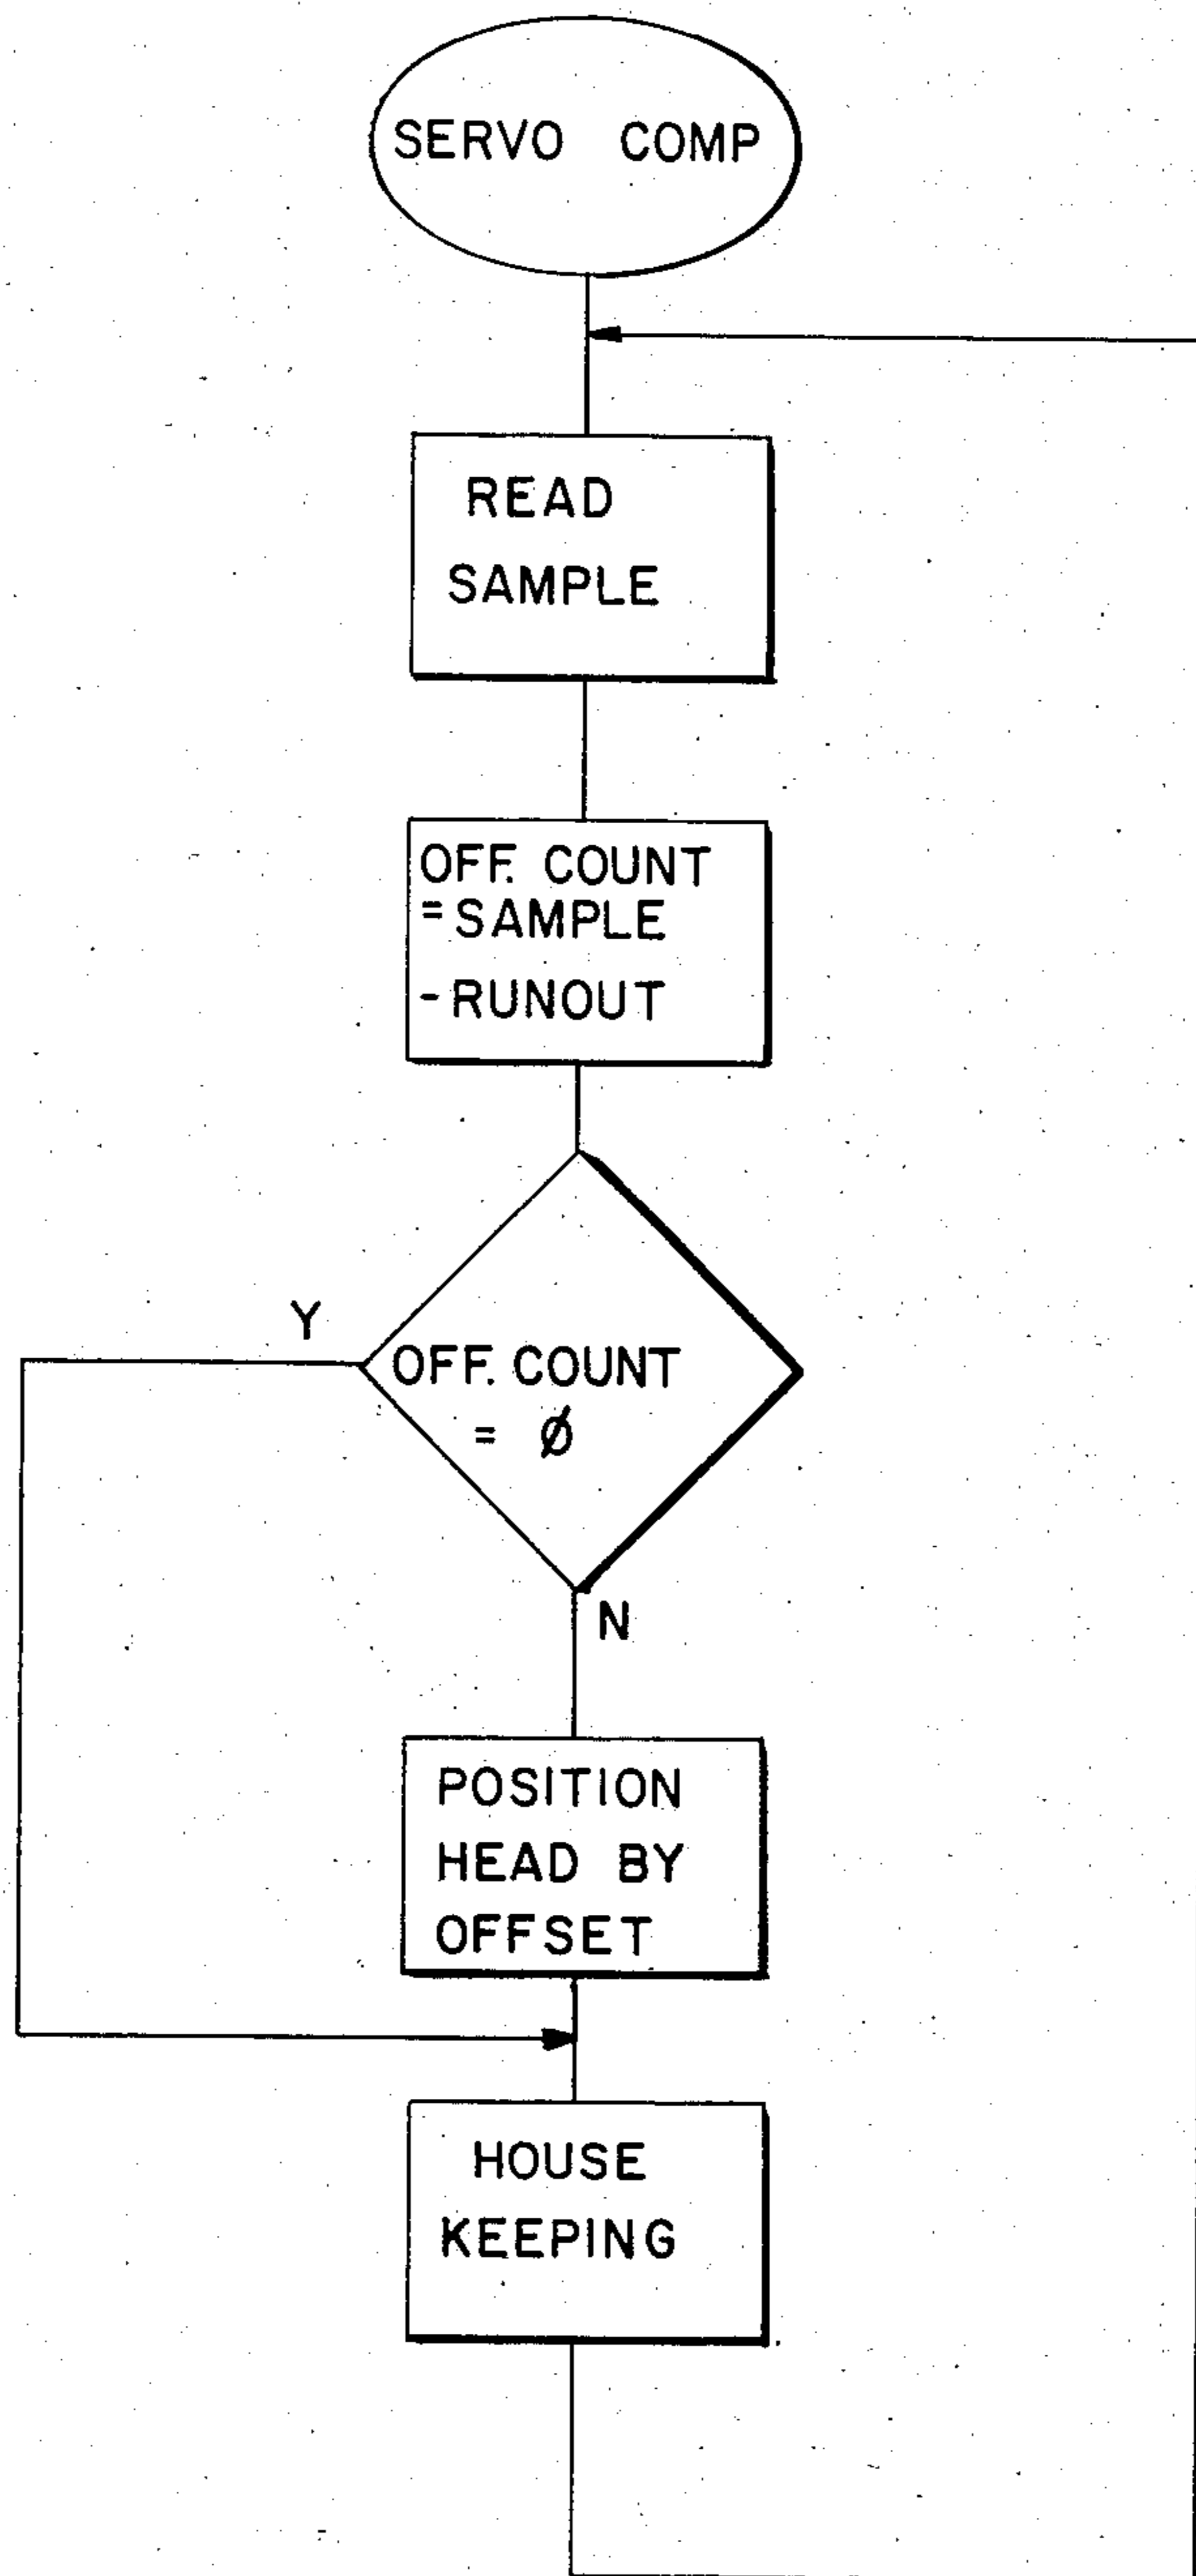 SERVO COMP
READ
SAMPLE
OFF. COUNT
=SAMPLE
-RUNOUT
Y
OFF. COUNT
= Ø
N
POSITION
HEAD BY
OFFSET
HOUSE
KEEPING